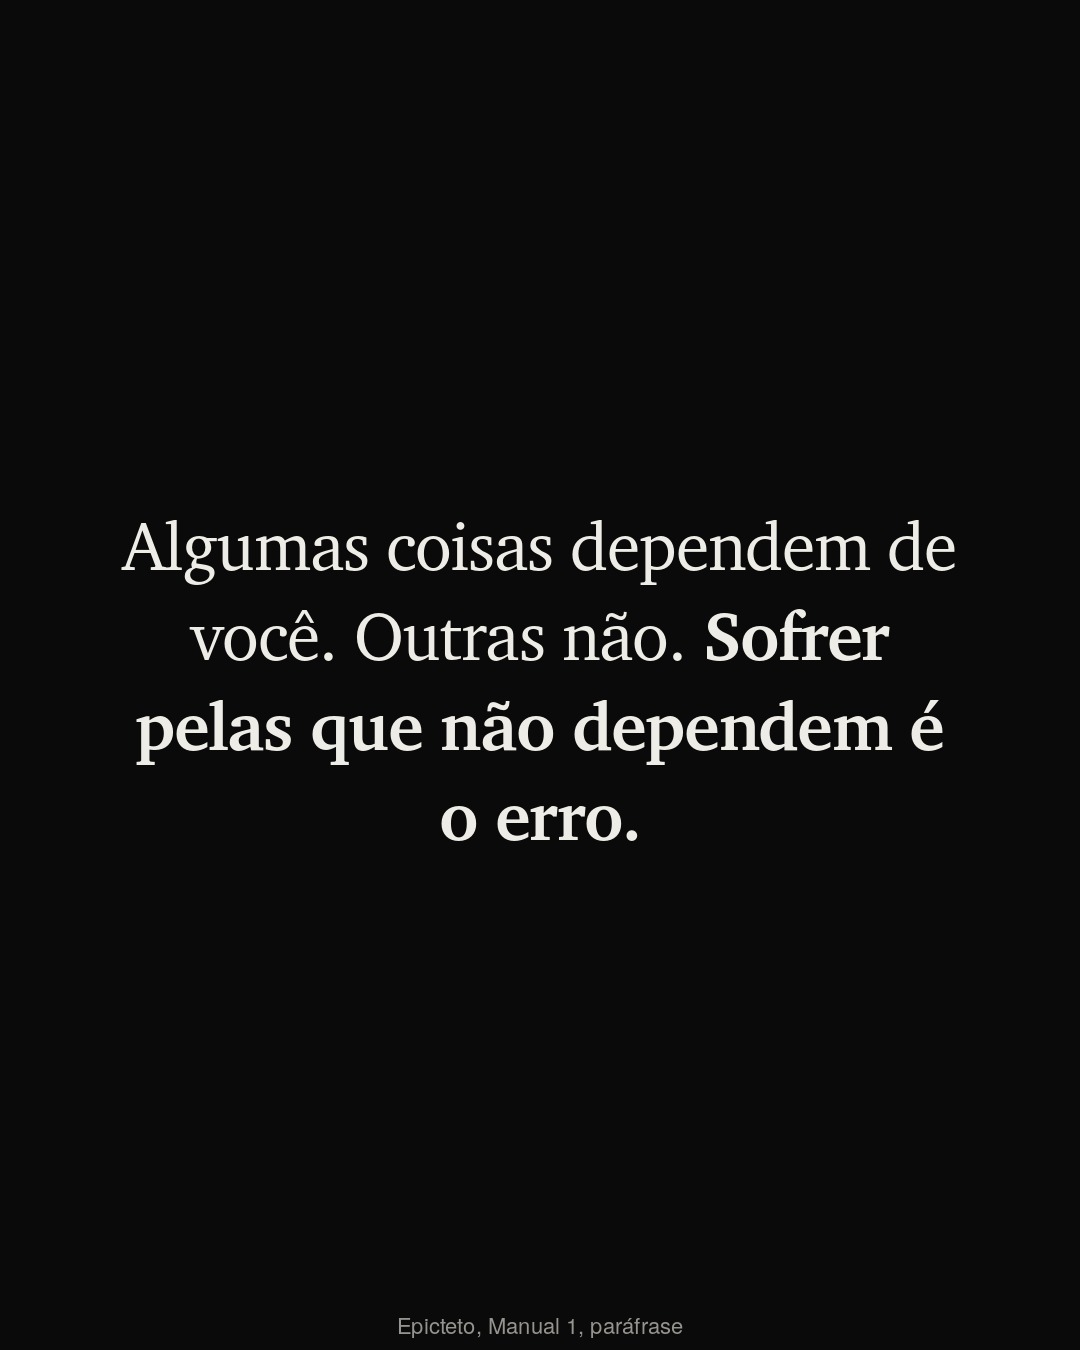 Algumas coisas dependem de
você. Outras não. Sofrer
pelas que não dependem é
o erro.
Epicteto, Manual 1, paráfrase